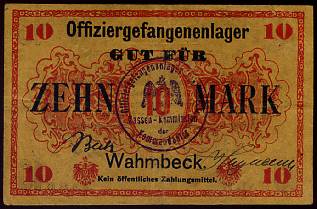 10 Offiziergefangenenlager 10
GUT FÜR
ZEHN 10 MARK
Kassen-Kommission
der
Kommandantur
Wahmbeck.
10 Kein öffentliches Zahlungsmittel. 10